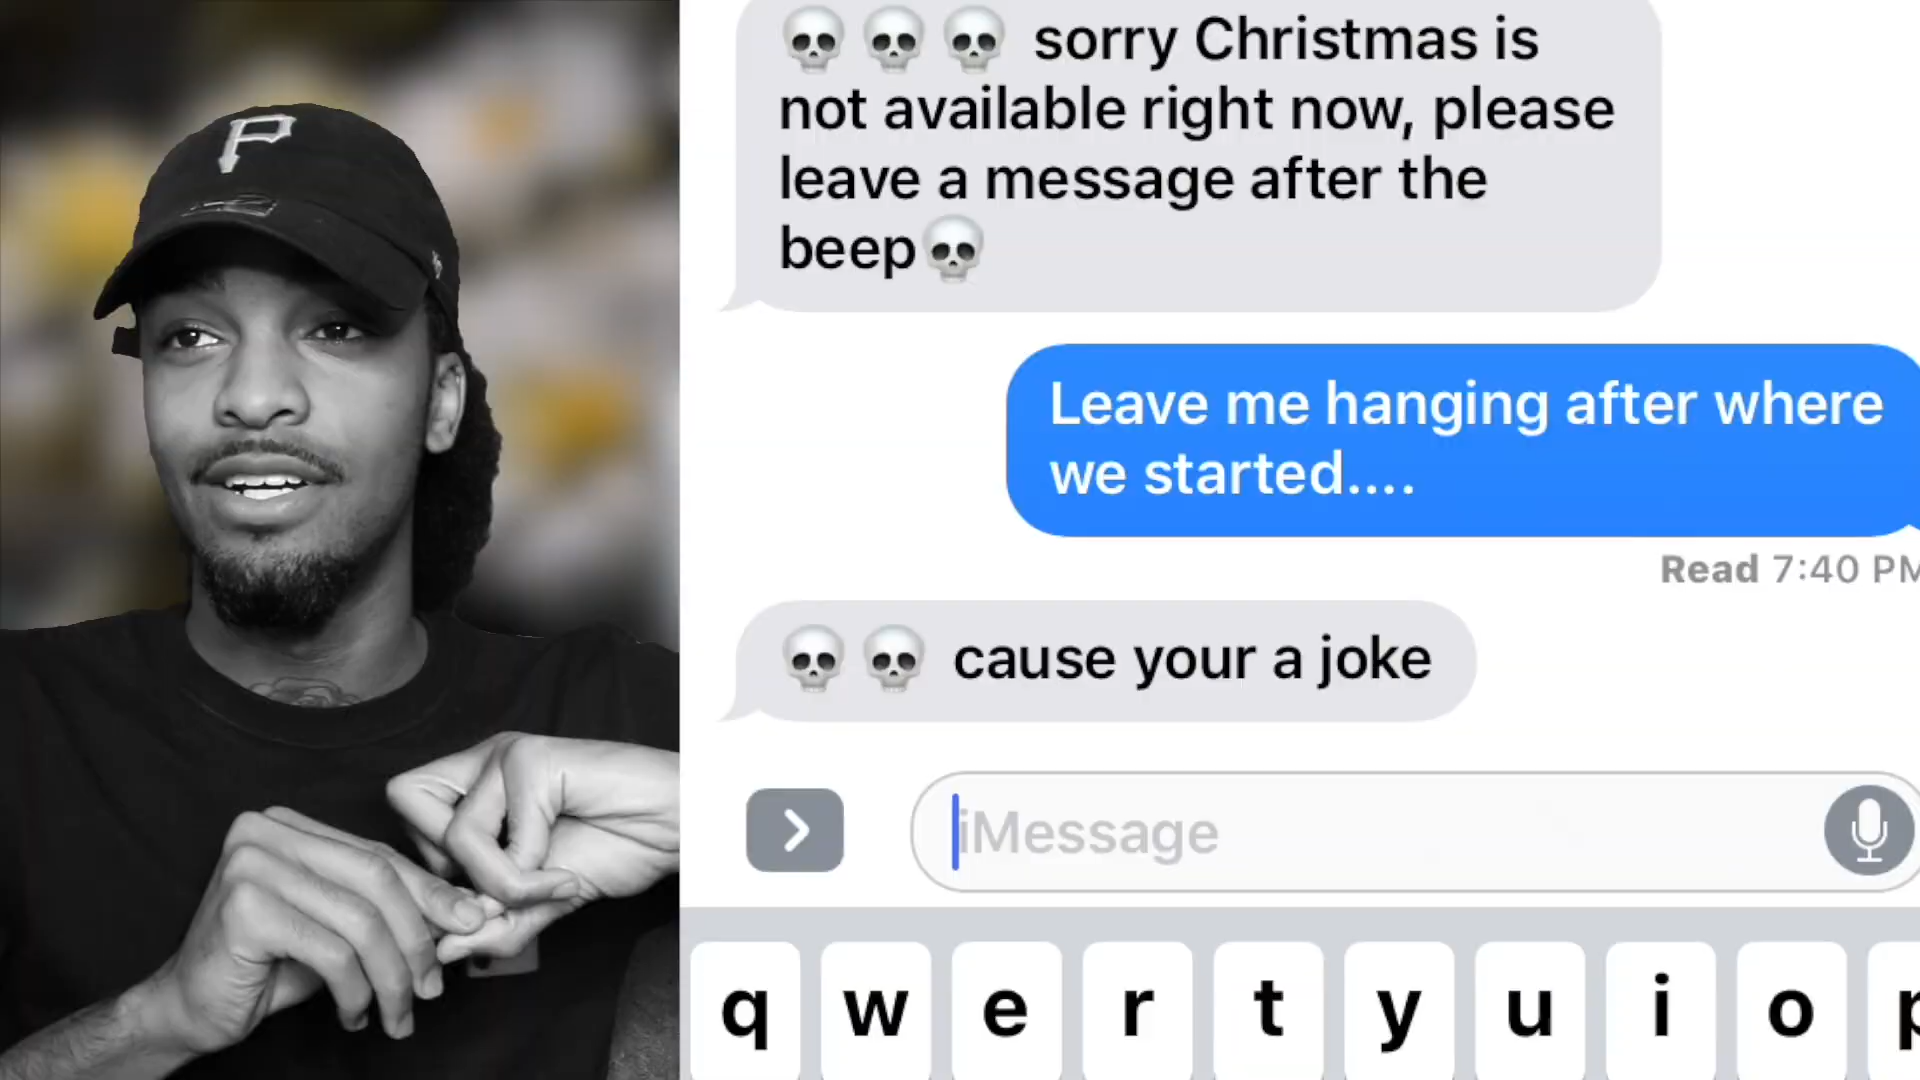 P
💀💀💀 sorry Christmas is
not available right now, please
leave a message after the
beep💀
Leave me hanging after where
we started....
Read 7:40 PM
💀💀 cause your a joke
iMessage
q w e r t y u i o p